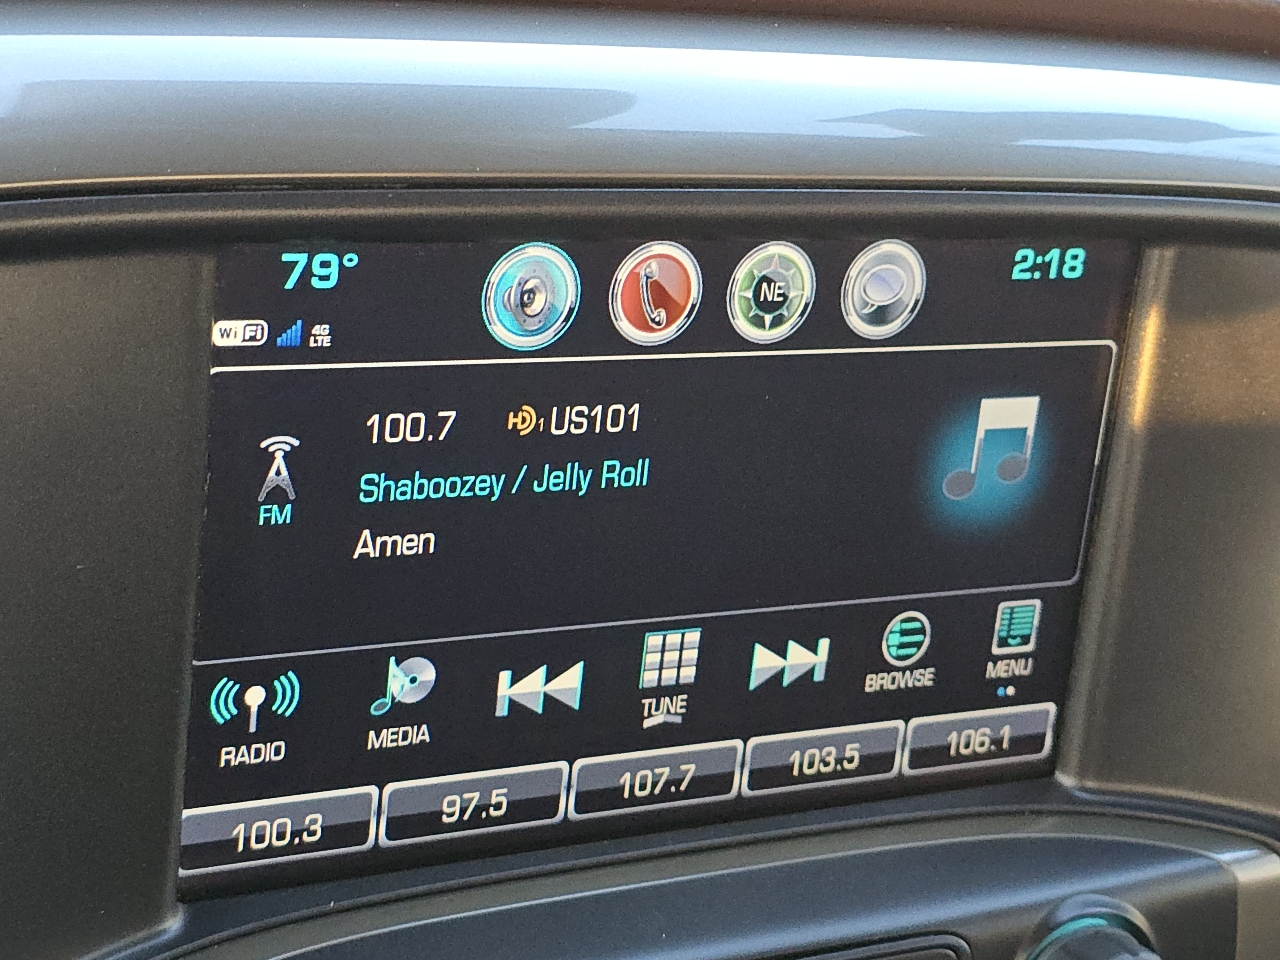 79°
NE
2:18
WiFi 4G LTE
100.7 HD1 US101
Shaboozey / Jelly Roll
FM
Amen
RADIO MEDIA TUNE BROWSE MENU
100.3 97.5 107.7 103.5 106.1